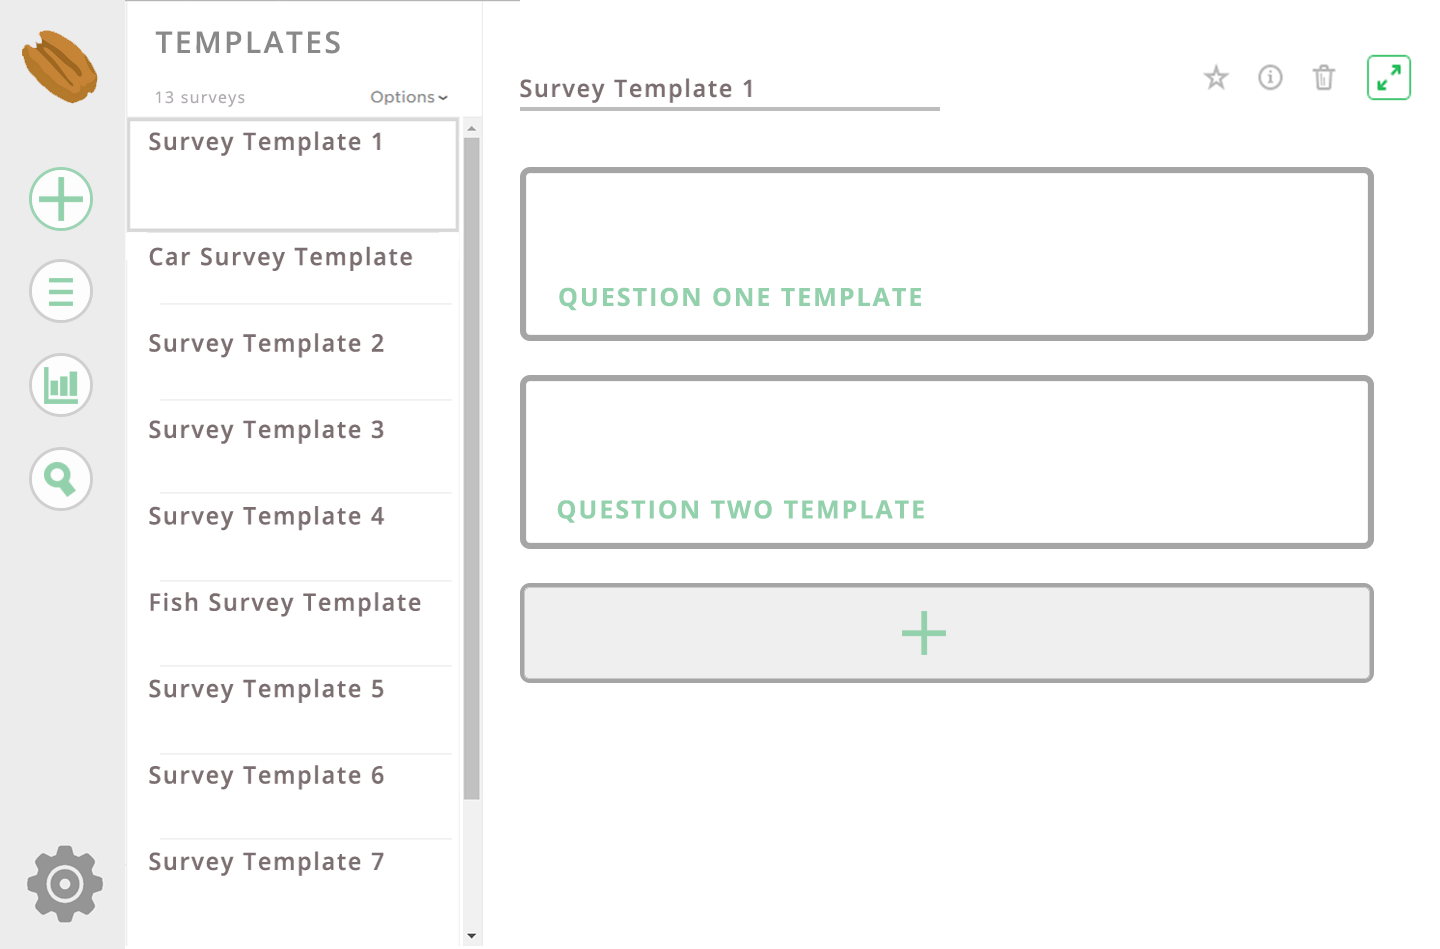 TEMPLATES
13 surveys
Options
Survey Template 1
Car Survey Template
Survey Template 2
Survey Template 3
Survey Template 4
Fish Survey Template
Survey Template 5
Survey Template 6
Survey Template 7
Survey Template 1
QUESTION ONE TEMPLATE
QUESTION TWO TEMPLATE